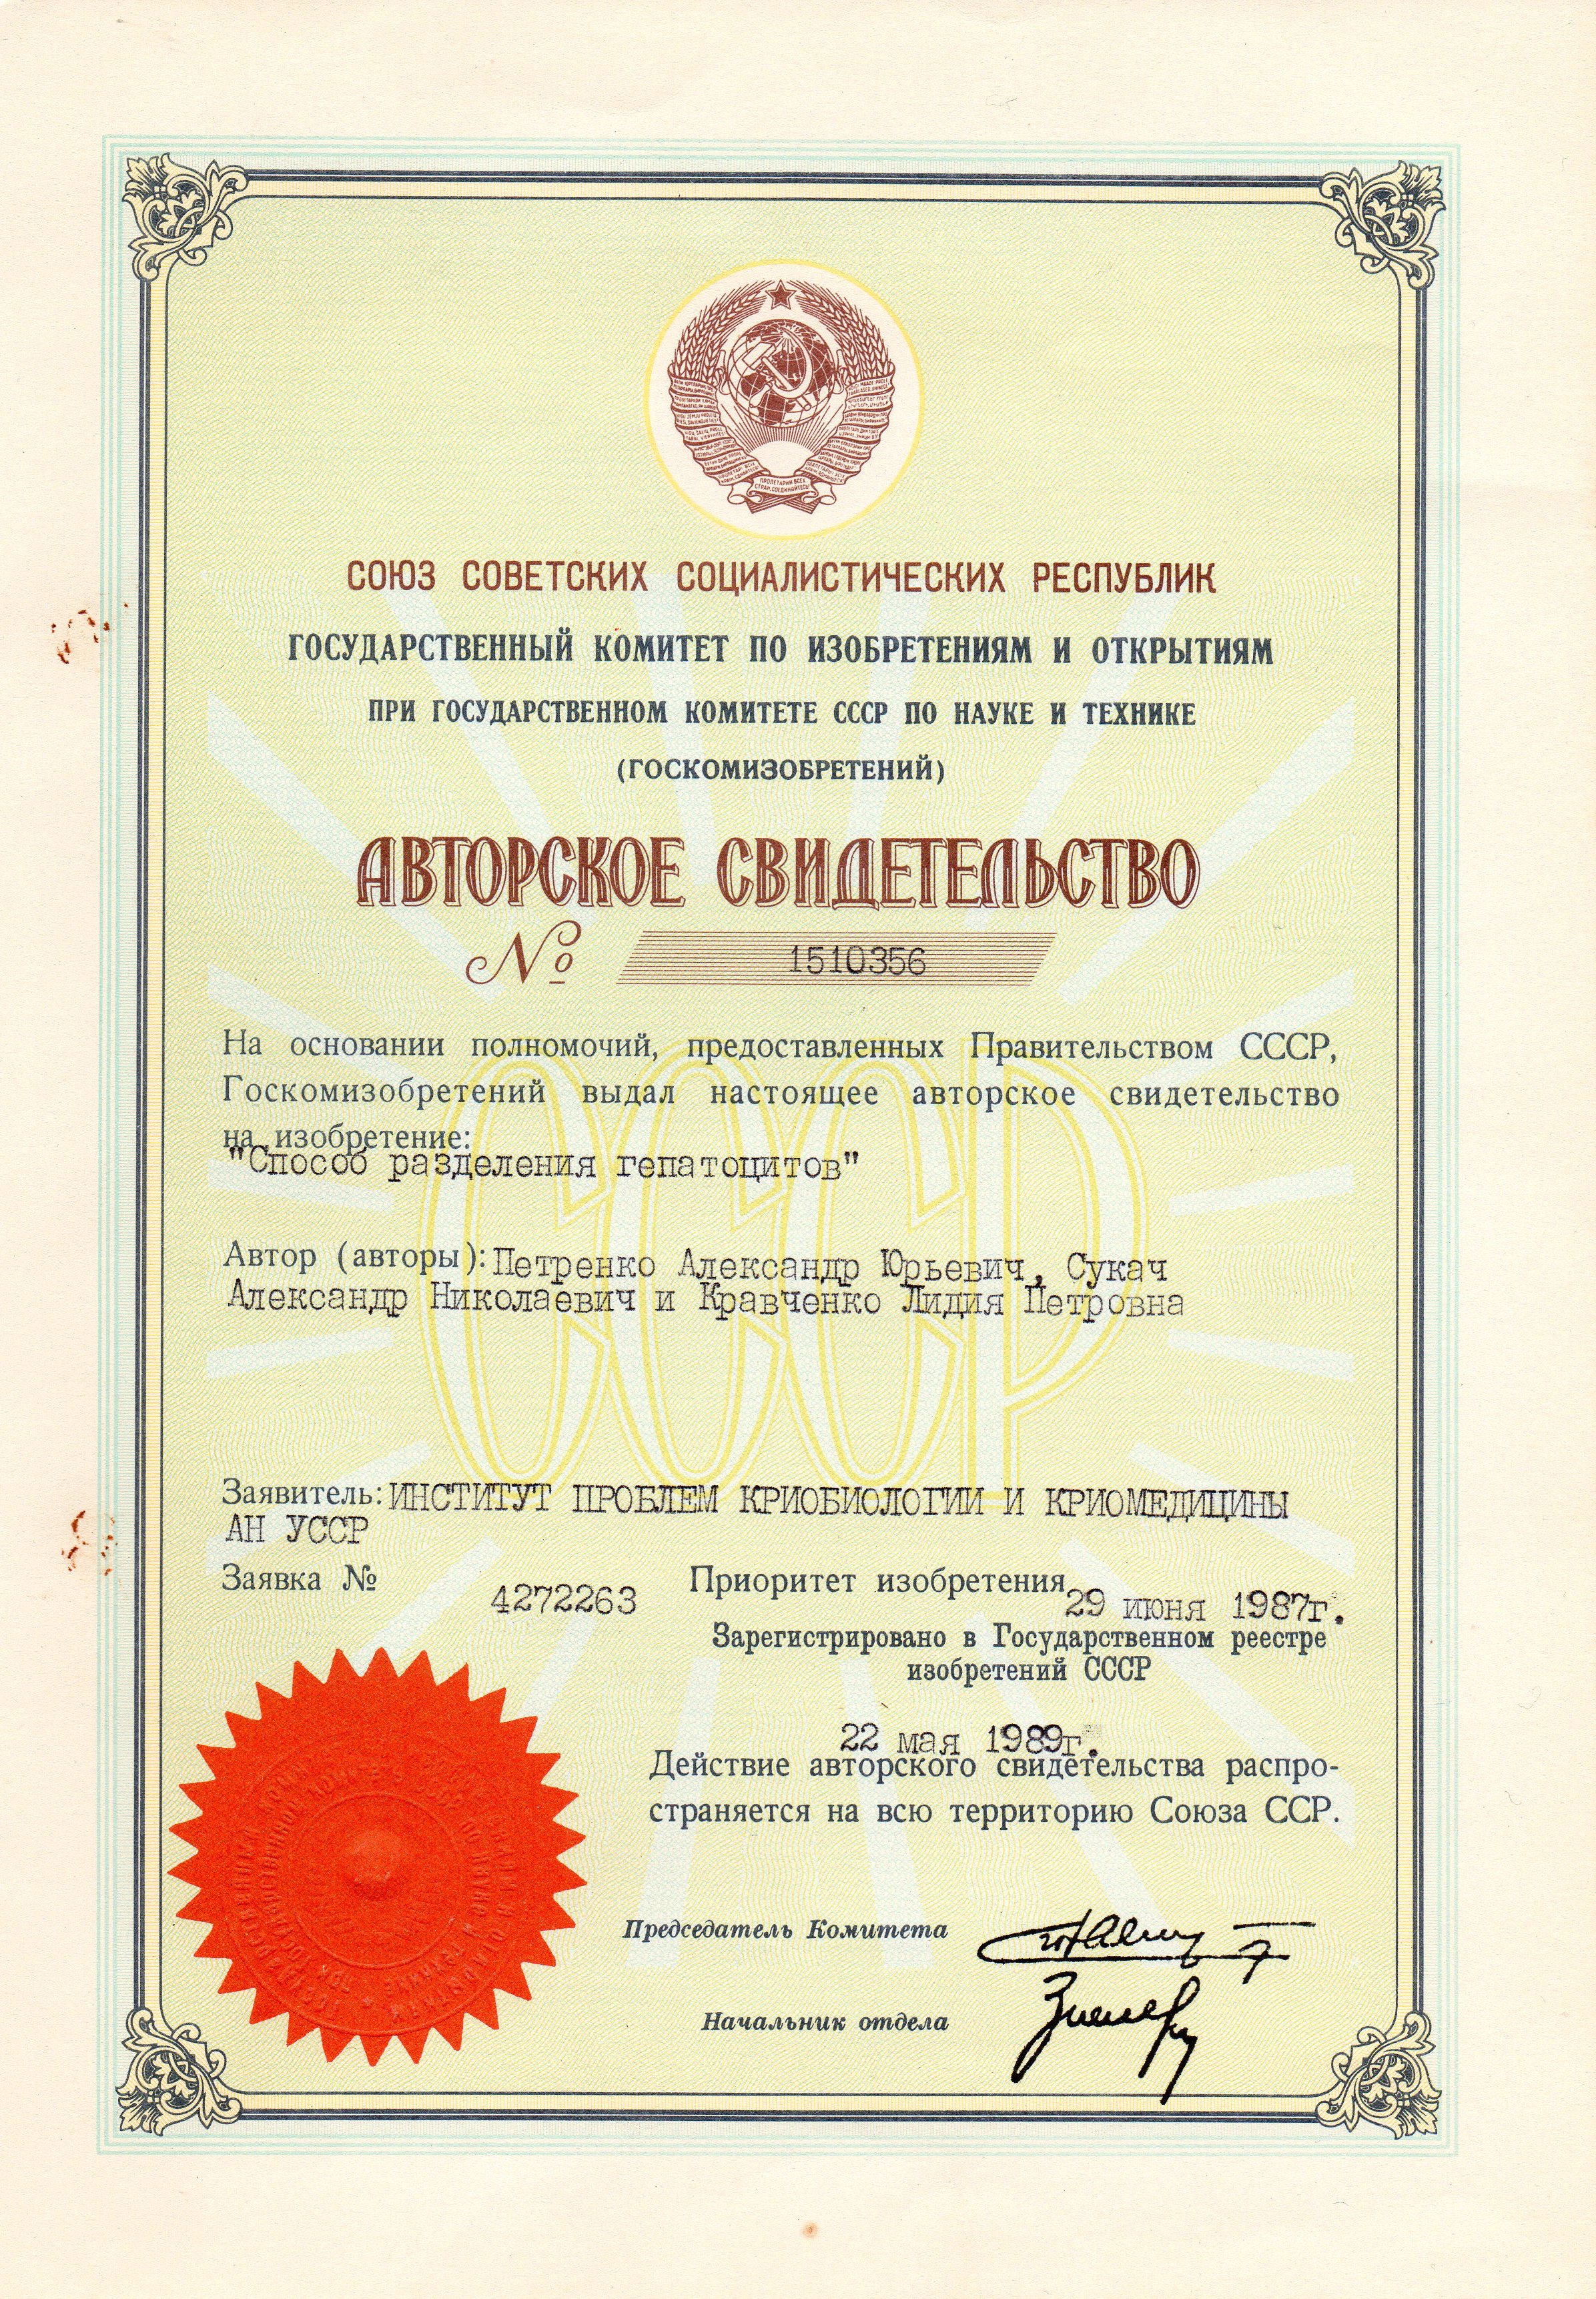 ПРОЛЕТАРИИ ВСЕХ
СТРАН, СОЕДИНЯЙТЕСЬ!
СОЮЗ СОВЕТСКИХ СОЦИАЛИСТИЧЕСКИХ РЕСПУБЛИК
ГОСУДАРСТВЕННЫЙ КОМИТЕТ ПО ИЗОБРЕТЕНИЯМ И ОТКРЫТИЯМ
ПРИ ГОСУДАРСТВЕННОМ КОМИТЕТЕ СССР ПО НАУКЕ И ТЕХНИКЕ
(ГОСКОМИЗОБРЕТЕНИЙ)
АВТОРСКОЕ СВИДЕТЕЛЬСТВО
№ 1510356
На основании полномочий, предоставленных Правительством СССР,
Госкомизобретений выдал настоящее авторское свидетельство
на изобретение:
"Способ разделения гепатоцитов"
СССР
Автор (авторы): Петренко Александр Юрьевич, Сукач
Александр Николаевич и Кравченко Лидия Петровна
Заявитель: ИНСТИТУТ ПРОБЛЕМ КРИОБИОЛОГИИ И КРИОМЕДИЦИНЫ
АН УССР
Заявка № 4272263 Приоритет изобретения 29 июня 1987г.
Зарегистрировано в Государственном реестре
изобретений СССР
22 мая 1989г.
Действие авторского свидетельства распро-
страняется на всю территорию Союза ССР.
Председатель Комитета
Начальник отдела